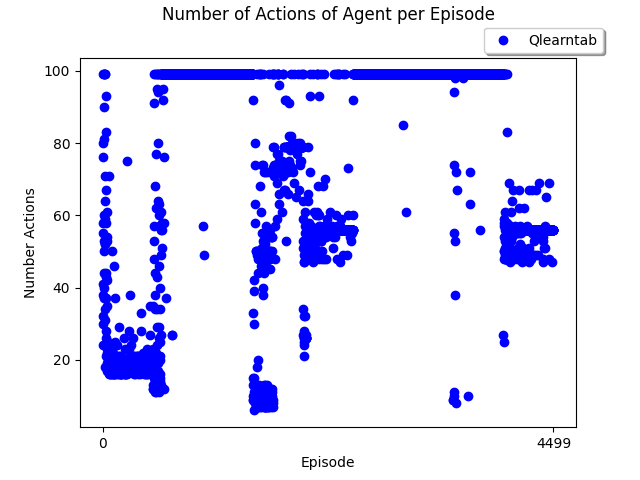 Number of Actions of Agent per Episode
Qlearntab
100
80
60
40
20
Number Actions
0
4499
Episode